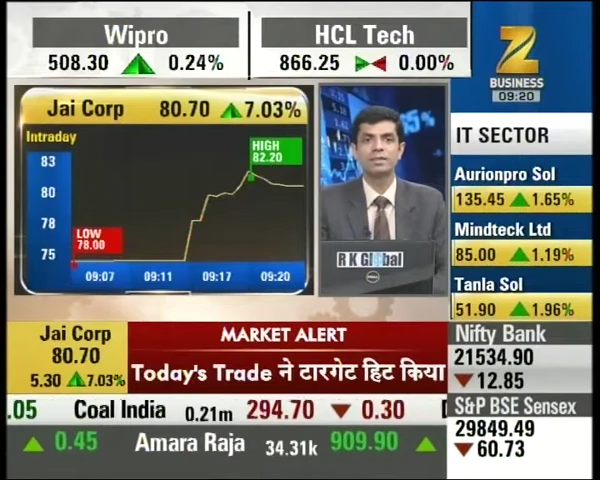 Wipro
508.30 0.24%
HCL Tech
866.25 0.00%
Z
BUSINESS
09:20
Jai Corp 80.70 7.03%
Intraday
83
80
78
75
HIGH
82.20
LOW
78.00
09:07 09:11 09:17 09:20
R K Global
DELL
IT SECTOR
Aurionpro Sol
135.45 1.65%
Mindteck Ltd
85.00 1.19%
Tanla Sol
51.90 1.96%
Jai Corp
80.70
5.30 7.03%
MARKET ALERT
Today's Trade ने टारगेट हिट किया
Nifty Bank
21534.90
12.85
S&P BSE Sensex
29849.49
60.73
.05 Coal India 0.21m 294.70 0.30
0.45 Amara Raja 34.31k 909.90